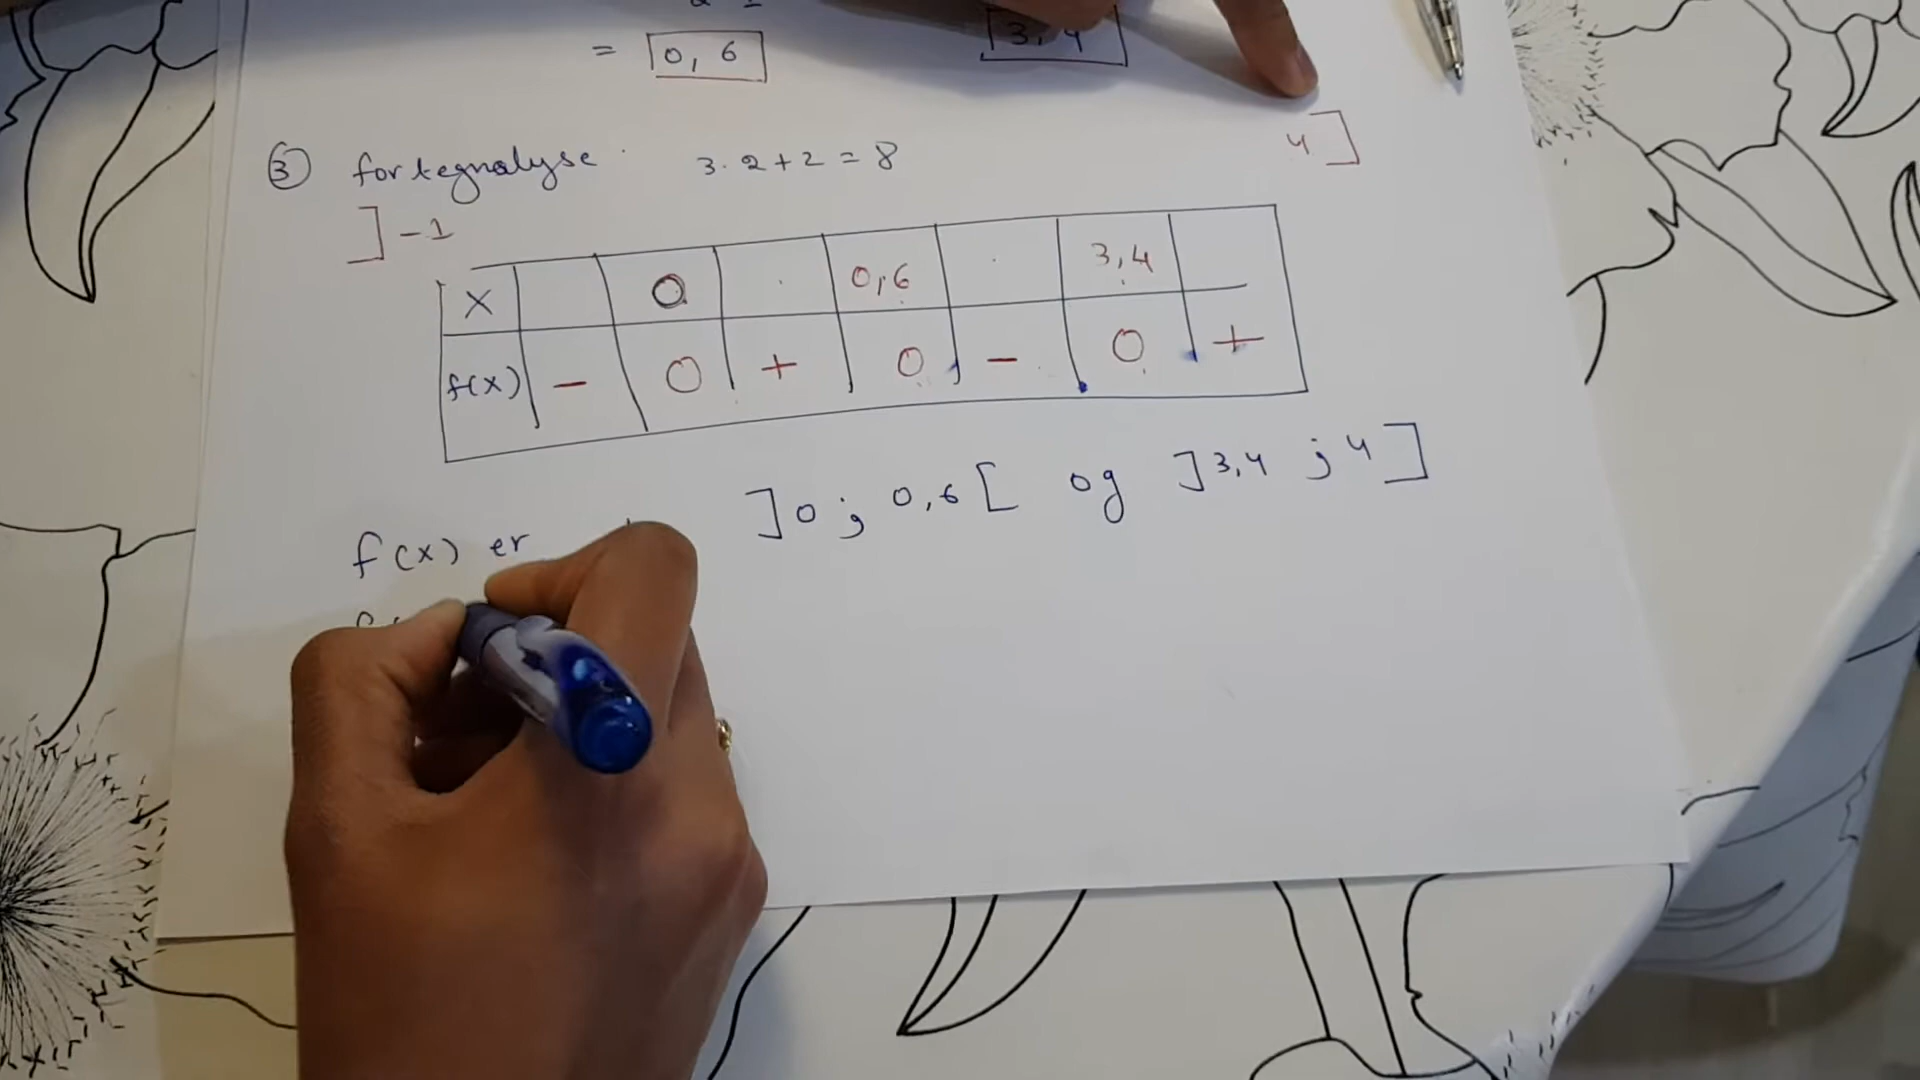 = 0,6 3,4
③ fortegnalyse 3·2+2=8 4]
]-1
X 0 0,6 3,4
f(x) - 0 + 0 - 0 +
f(x) er ]0; 0,6[ og ]3,4 ; 4]